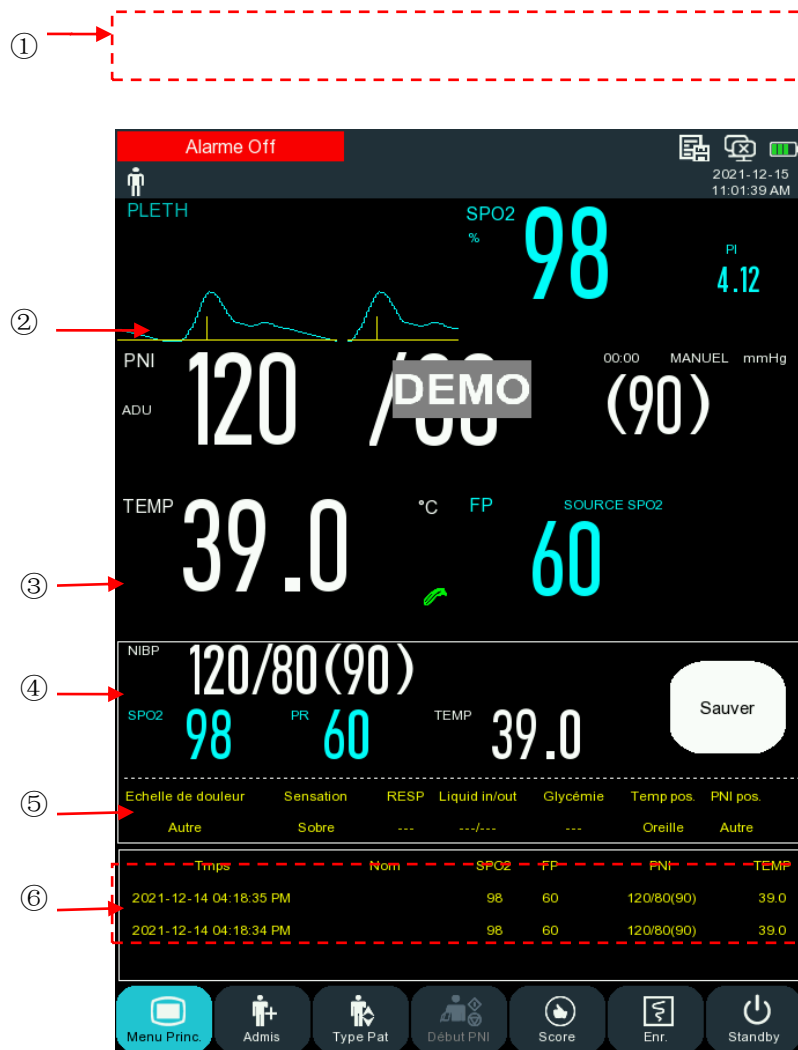 ①
Alarme Off
2021-12-15
11:01:39 AM
PLETH
SPO2
%
98
PI
4.12
②
PNI
ADU
120
DEMO
00:00 MANUEL mmHg
(90)
TEMP
39.0
°C
FP
SOURCE SPO2
60
③
④
NIBP
120/80(90)
SPO2
98
PR
60
TEMP
39.0
Sauver
⑤
Echelle de douleur Sensation RESP Liquid in/out Glycémie Temp pos. PNI pos.
Autre Sobre --- ---/--- --- Oreille Autre
⑥
Tmps Nom SPO2 FP PNI TEMP
2021-12-14 04:18:35 PM 98 60 120/80(90) 39.0
2021-12-14 04:18:34 PM 98 60 120/80(90) 39.0
Menu Princ. Admis Type Pat Début PNI Score Enr. Standby